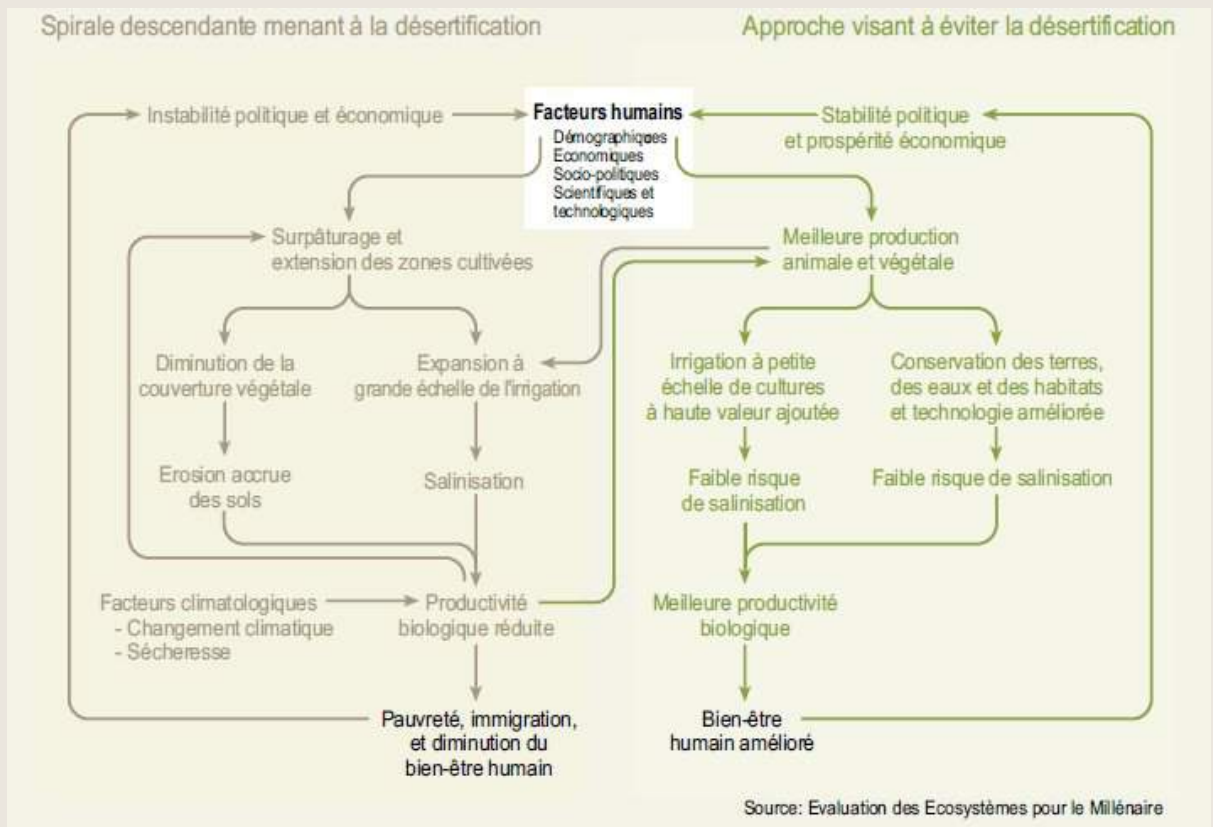 Spirale descendante menant à la désertification
Approche visant à éviter la désertification
Instabilité politique et économique
Facteurs humains
Démographiques
Economiques
Socio-politiques
Scientifiques et
technologiques
Stabilité politique
et prospérité économique
Surpâturage et
extension des zones cultivées
Meilleure production
animale et végétale
Diminution de la
couverture végétale
Expansion à
grande échelle de l'irrigation
Irrigation à petite
échelle de cultures
à haute valeur ajoutée
Conservation des terres,
des eaux et des habitats
et technologie améliorée
Erosion accrue
des sols
Salinisation
Faible risque
de salinisation
Faible risque de salinisation
Facteurs climatologiques
- Changement climatique
- Sécheresse
Productivité
biologique réduite
Meilleure productivité
biologique
Pauvreté, immigration,
et diminution du
bien-être humain
Bien-être
humain amélioré
Source: Evaluation des Ecosystèmes pour le Millénaire